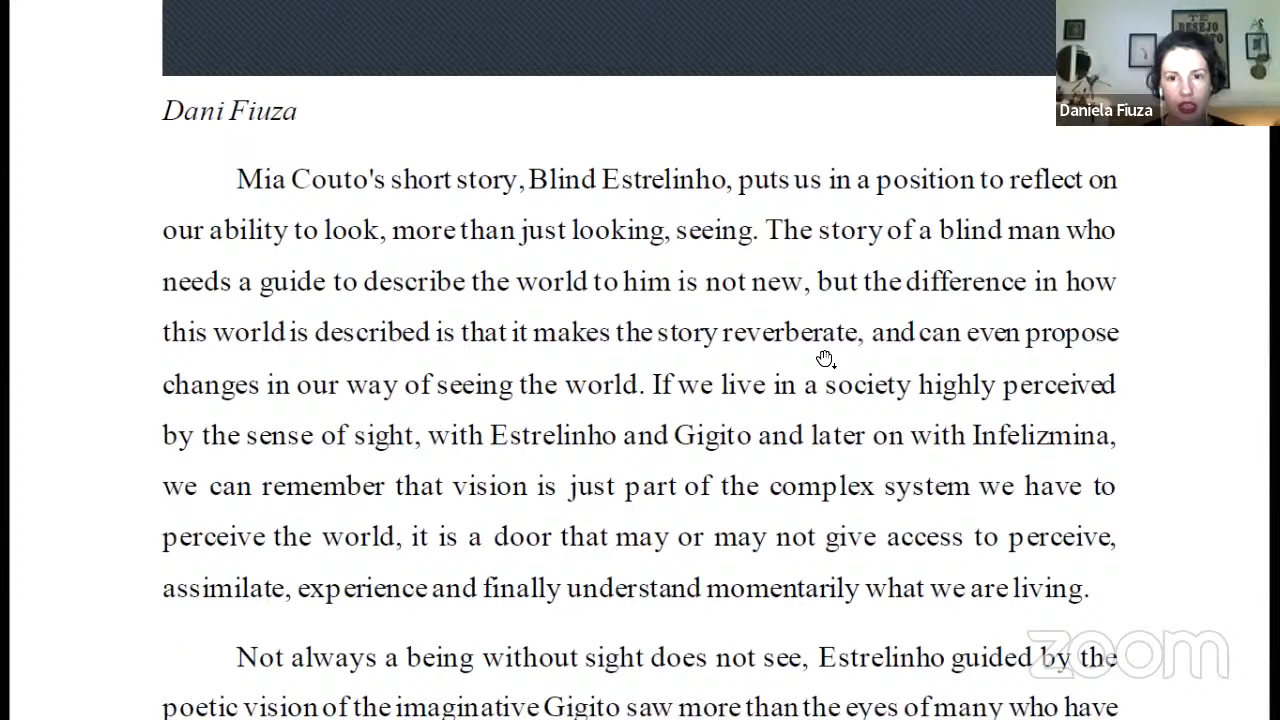 TE
DESEJO
Daniela Fiuza
Dani Fiuza
Mia Couto's short story, Blind Estrelinho, puts us in a position to reflect on
our ability to look, more than just looking, seeing. The story of a blind man who
needs a guide to describe the world to him is not new, but the difference in how
this world is described is that it makes the story reverberate, and can even propose
changes in our way of seeing the world. If we live in a society highly perceived
by the sense of sight, with Estrelinho and Gigito and later on with Infelizmina,
we can remember that vision is just part of the complex system we have to
perceive the world, it is a door that may or may not give access to perceive,
assimilate, experience and finally understand momentarily what we are living.
Not always a being without sight does not see, Estrelinho guided by the
poetic vision of the imaginative Gigito saw more than the eyes of many who have
zoom